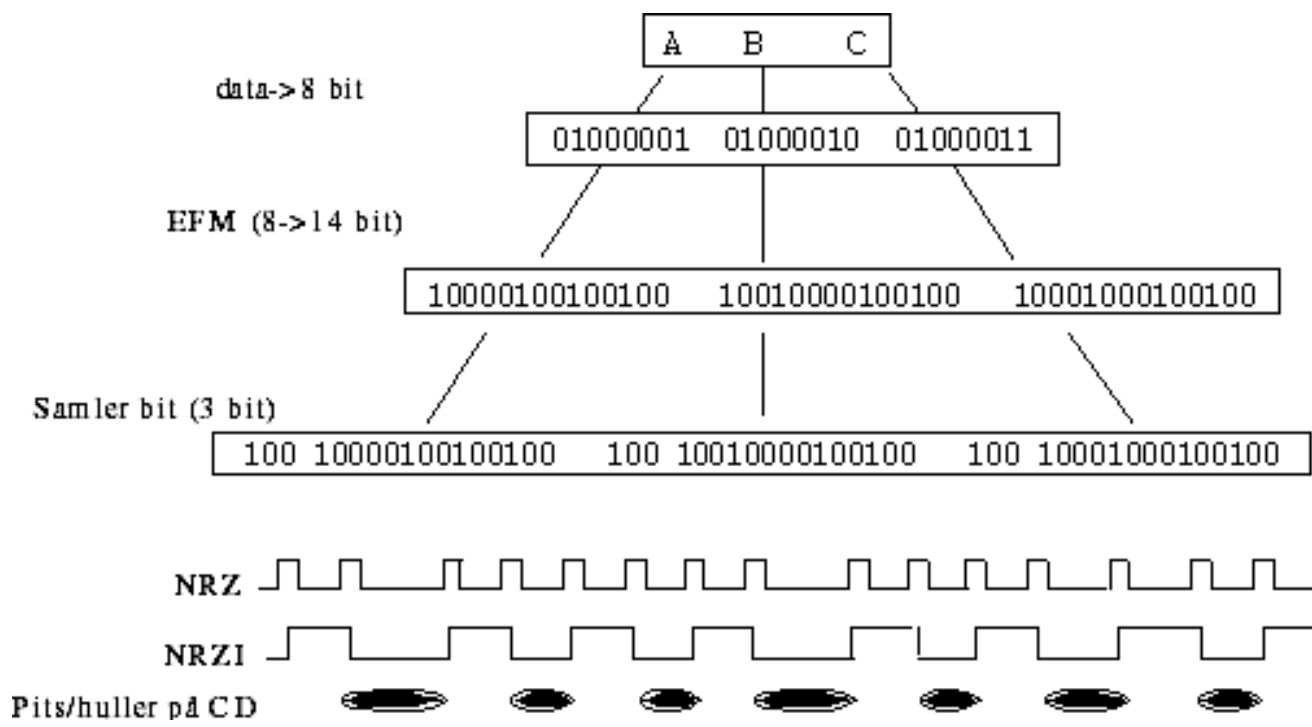 A B C
data->8 bit
01000001 01000010 01000011
EFM (8->14 bit)
10000100100100 10010000100100 10001000100100
Samler bit (3 bit)
100 10000100100100 100 10010000100100 100 10001000100100
NRZ
NRZI
Pits/huller på CD